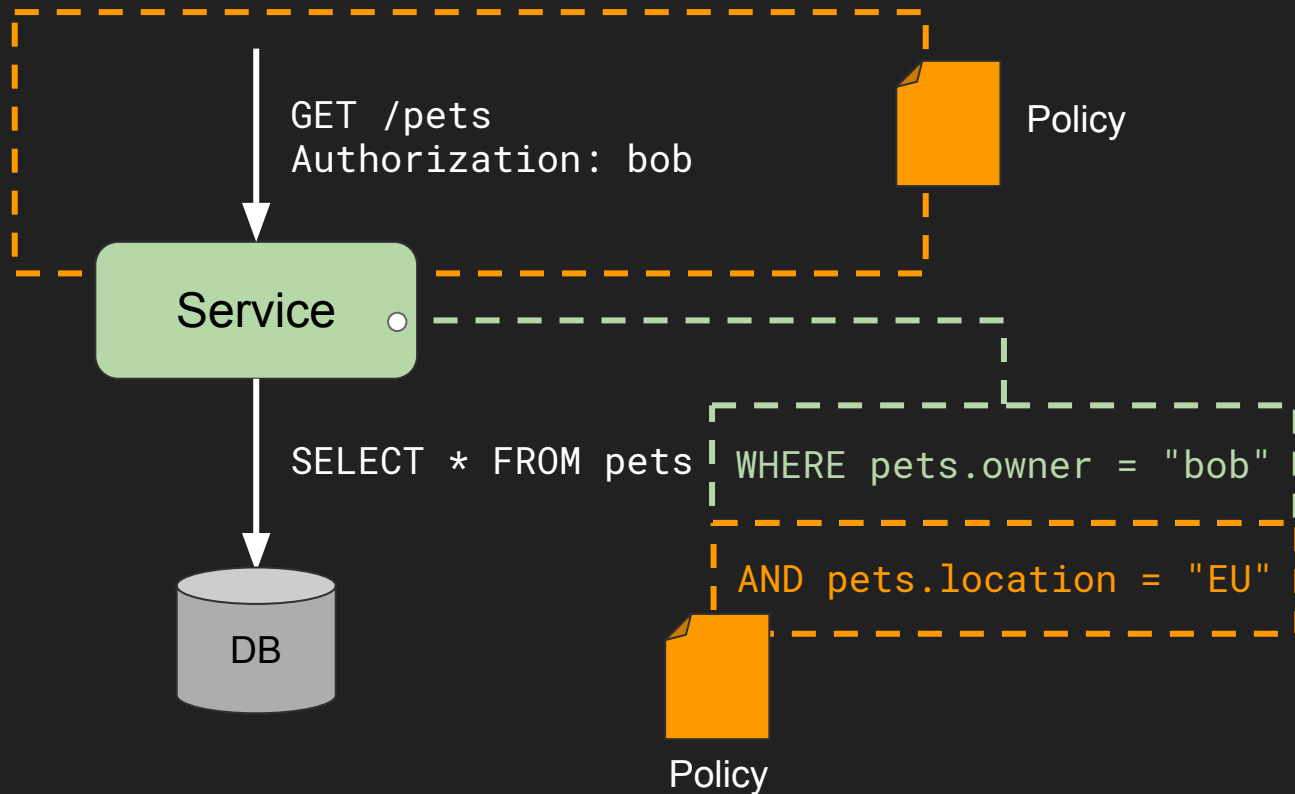 GET /pets
Authorization: bob
Policy
Service
SELECT * FROM pets
WHERE pets.owner = "bob"
AND pets.location = "EU"
DB
Policy